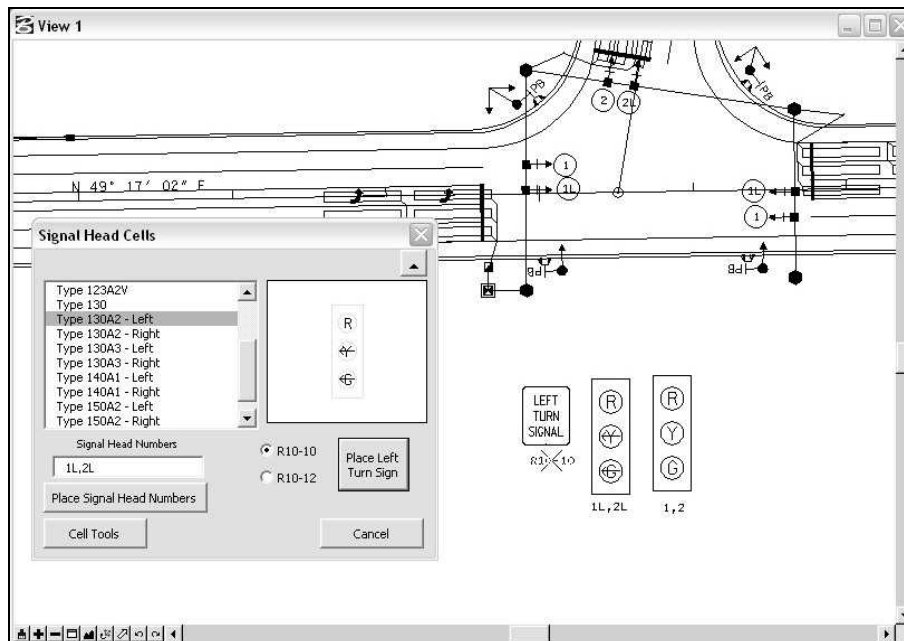 View 1
PB
PB
2
2L
1
1L
1L
1
N 49° 17' 02" E
PB
PB
Signal Head Cells
Type 123A2V
Type 130
Type 130A2 - Left
Type 130A2 - Right
Type 130A3 - Left
Type 130A3 - Right
Type 140A1 - Left
Type 140A1 - Right
Type 150A2 - Left
Type 150A2 - Right
R
Y
G
Signal Head Numbers
1L,2L
Place Signal Head Numbers
Cell Tools
R10-10
R10-12
Place Left
Turn Sign
Cancel
LEFT
TURN
SIGNAL
R10-10
R
Y
G
1L,2L
R
Y
G
1,2